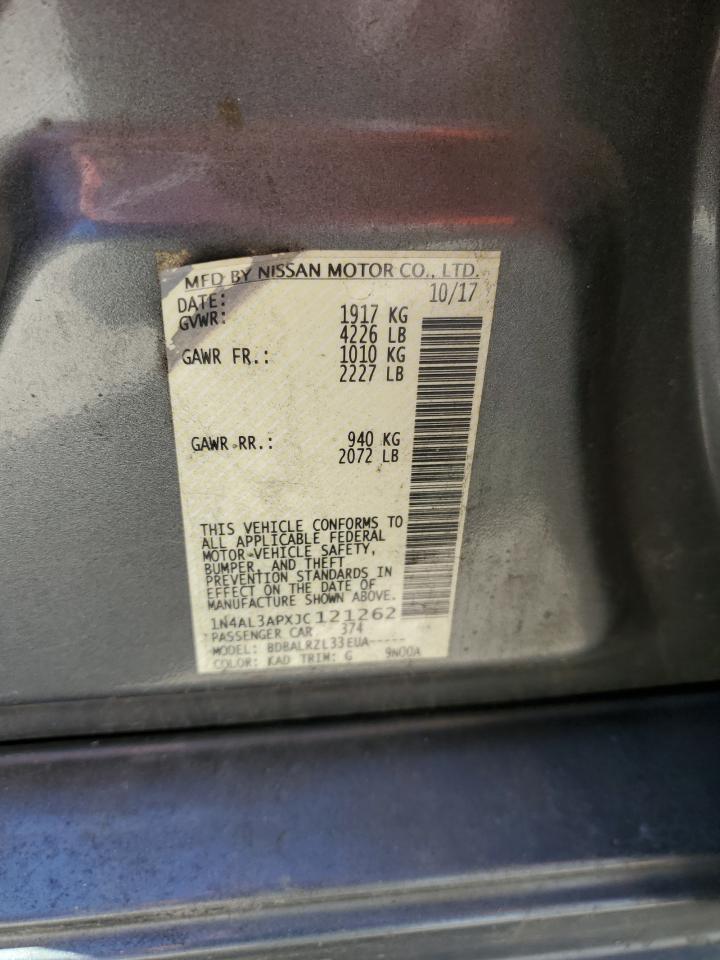 MFD BY NISSAN MOTOR CO., LTD.
DATE: 10/17
GVWR: 1917 KG
4226 LB
GAWR FR.: 1010 KG
2227 LB
GAWR RR.: 940 KG
2072 LB
THIS VEHICLE CONFORMS TO
ALL APPLICABLE FEDERAL
MOTOR-VEHICLE SAFETY,
BUMPER, AND THEFT
PREVENTION STANDARDS IN
EFFECT ON THE DATE OF
MANUFACTURE SHOWN ABOVE.
1N4AL3APXJC121262
PASSENGER CAR 374
MODEL: BDBALRZL33EUA-----
COLOR: KAD TRIM: G 9N00A